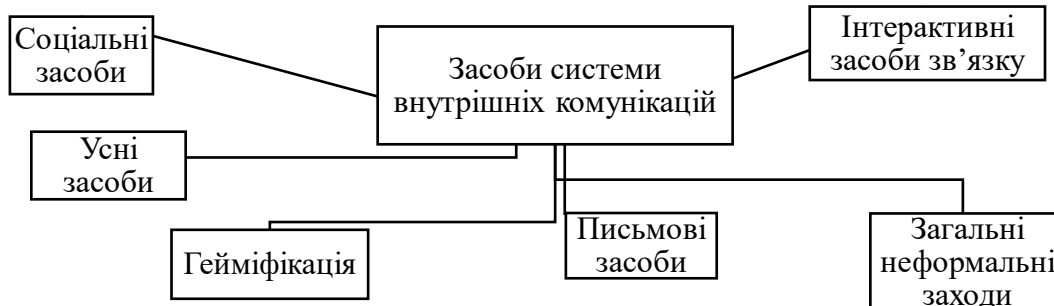 Соціальні
засоби
Засоби системи
внутрішніх комунікацій
Інтерактивні
засоби зв’язку
Усні
засоби
Гейміфікація
Письмові
засоби
Загальні
неформальні
заходи